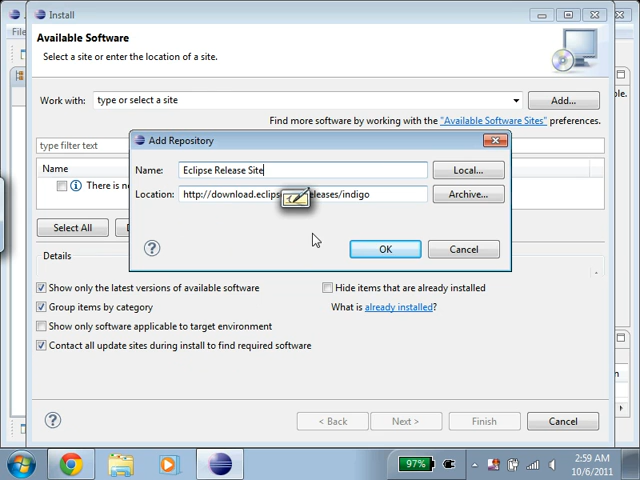 Install
Available Software
Select a site or enter the location of a site.
Work with: type or select a site Add...
Find more software by working with the "Available Software Sites" preferences.
type filter text
Add Repository
Name
Name: Eclipse Release Site Local...
There is
Location: http://download.eclips eleases/indigo Archive...
Select All D
OK Cancel
Details
Show only the latest versions of available software Hide items that are already installed
Group items by category What is already installed?
Show only software applicable to target environment
Contact all update sites during install to find required software
< Back Next > Finish Cancel
97% 2:59 AM
10/6/2011